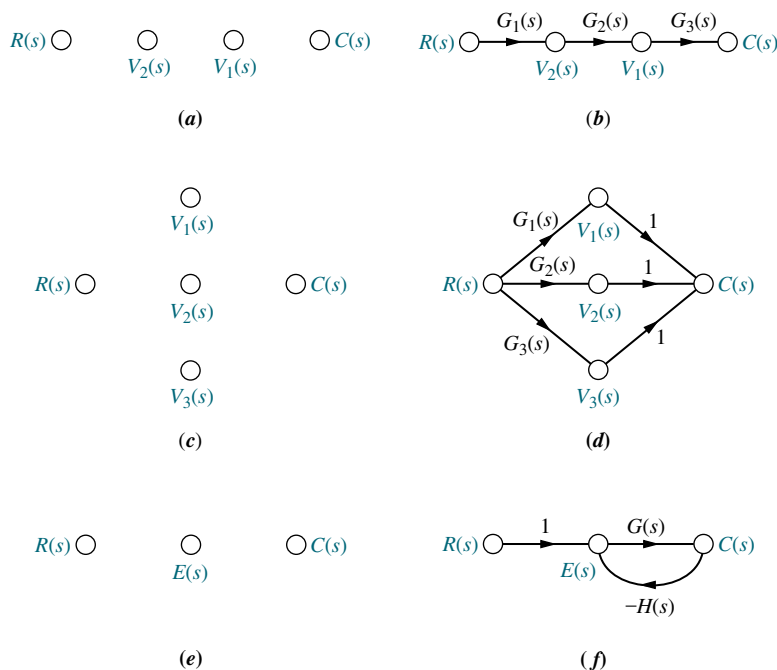 R(s) V2(s) V1(s) C(s)
(a)
G1(s) G2(s) G3(s)
R(s) V2(s) V1(s) C(s)
(b)
V1(s)
R(s) V2(s) C(s)
V3(s)
(c)
G1(s) V1(s) 1
R(s) G2(s) V2(s) 1 C(s)
G3(s) V3(s) 1
(d)
R(s) E(s) C(s)
(e)
1 G(s)
R(s) E(s) C(s)
−H(s)
(f)